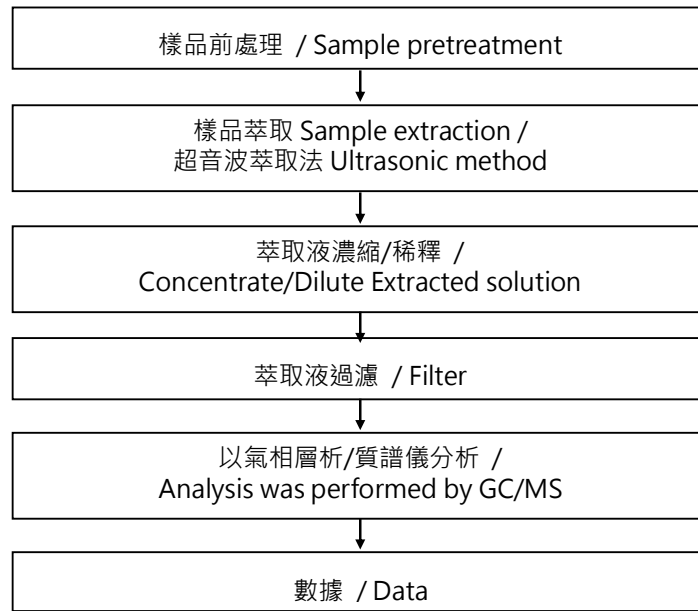 樣品前處理 / Sample pretreatment
樣品萃取 Sample extraction /
超音波萃取法 Ultrasonic method
萃取液濃縮/稀釋 /
Concentrate/Dilute Extracted solution
萃取液過濾 / Filter
以氣相層析/質譜儀分析 /
Analysis was performed by GC/MS
數據 / Data